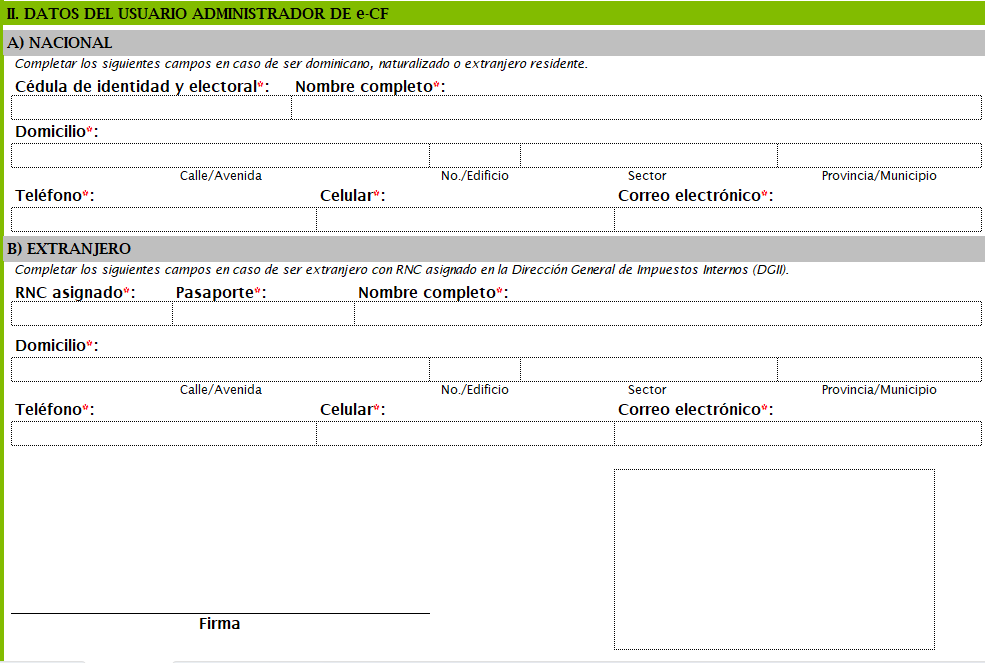 II. DATOS DEL USUARIO ADMINISTRADOR DE e-CF
A) NACIONAL
Completar los siguientes campos en caso de ser dominicano, naturalizado o extranjero residente.
Cédula de identidad y electoral*: Nombre completo*:
Domicilio*:
Calle/Avenida No./Edificio Sector Provincia/Municipio
Teléfono*: Celular*: Correo electrónico*:
B) EXTRANJERO
Completar los siguientes campos en caso de ser extranjero con RNC asignado en la Dirección General de Impuestos Internos (DGII).
RNC asignado*: Pasaporte*: Nombre completo*:
Domicilio*:
Calle/Avenida No./Edificio Sector Provincia/Municipio
Teléfono*: Celular*: Correo electrónico*:
Firma